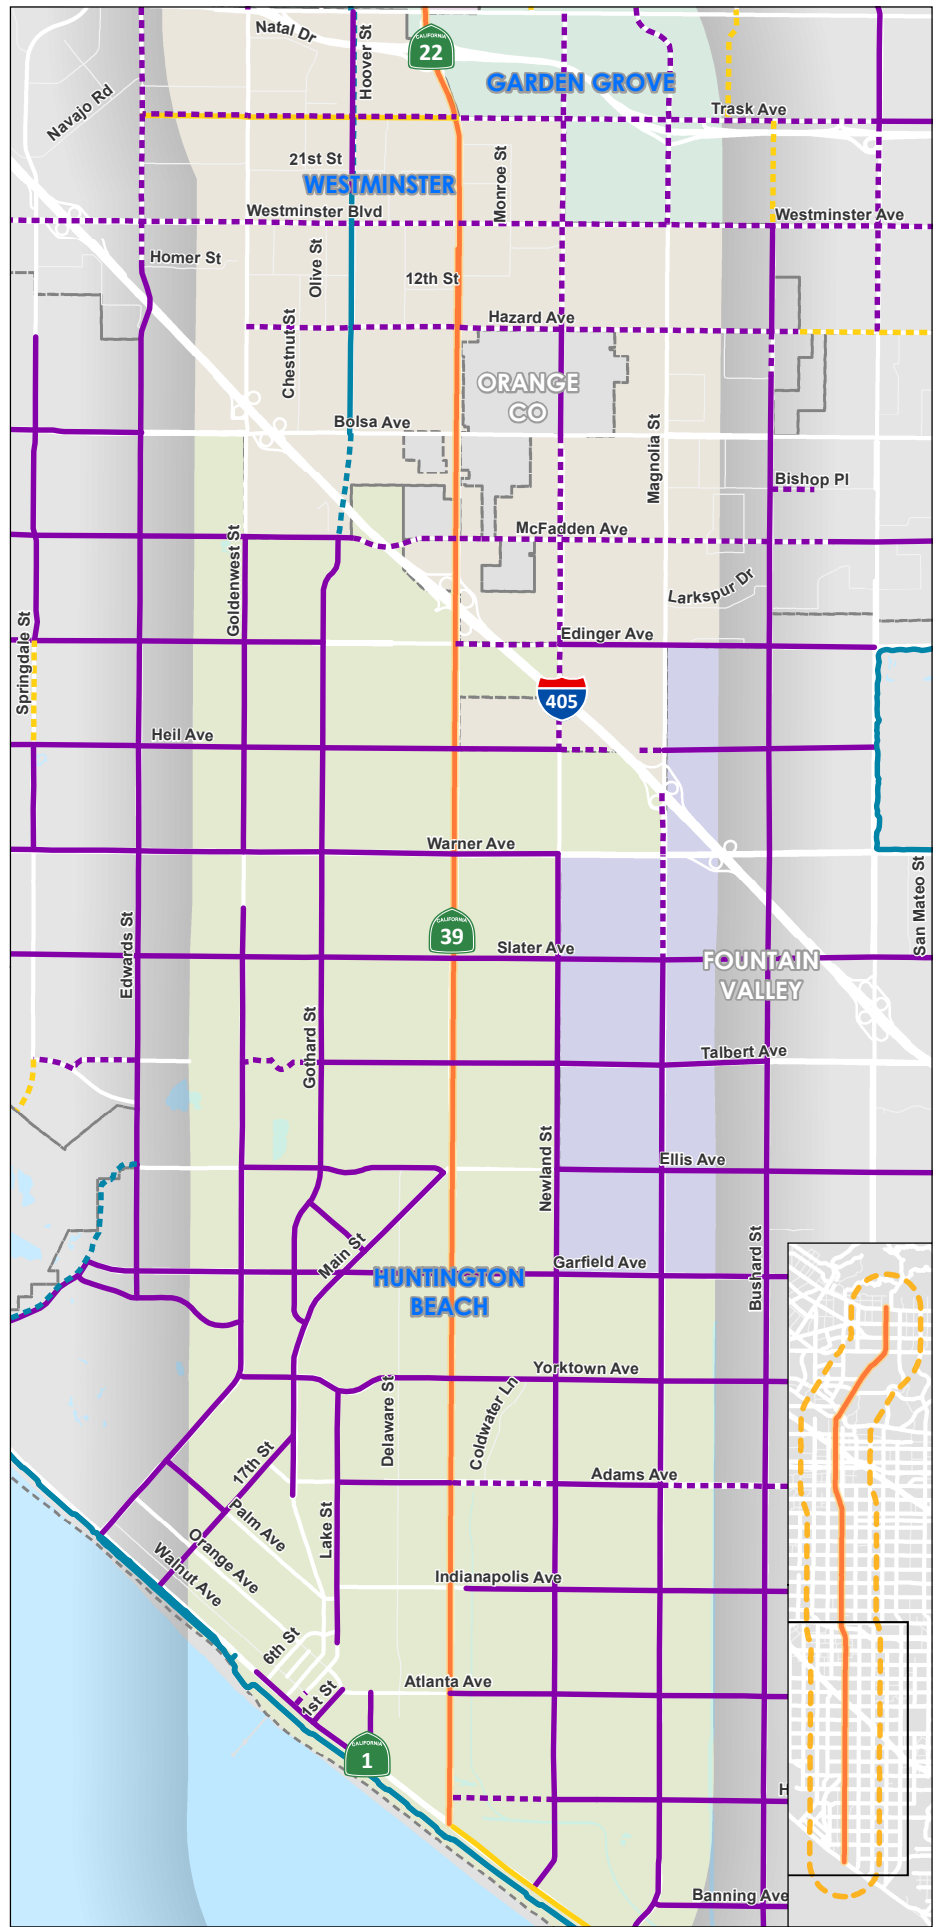 Natal Dr
Hoover St
CALIFORNIA
22
GARDEN GROVE
Navajo Rd
Trask Ave
21st St
Monroe St
WESTMINSTER
Westminster Blvd
Westminster Ave
Homer St
Olive St
12th St
Hazard Ave
Chestnut St
ORANGE
CO
Bolsa Ave
Magnolia St
Bishop Pl
McFadden Ave
Goldenwest St
Larkspur Dr
Springdale St
Edinger Ave
405
Heil Ave
Warner Ave
San Mateo St
Edwards St
CALIFORNIA
39
Slater Ave
FOUNTAIN
VALLEY
Gothard St
Talbert Ave
Newland St
Ellis Ave
Main St
Bushard St
Garfield Ave
HUNTINGTON
BEACH
Yorktown Ave
Delaware St
Coldwater Ln
17th St
Adams Ave
Palm Ave
Lake St
Orange Ave
Walnut Ave
Indianapolis Ave
6th St
Atlanta Ave
1st St
CALIFORNIA
1
H
Banning Ave